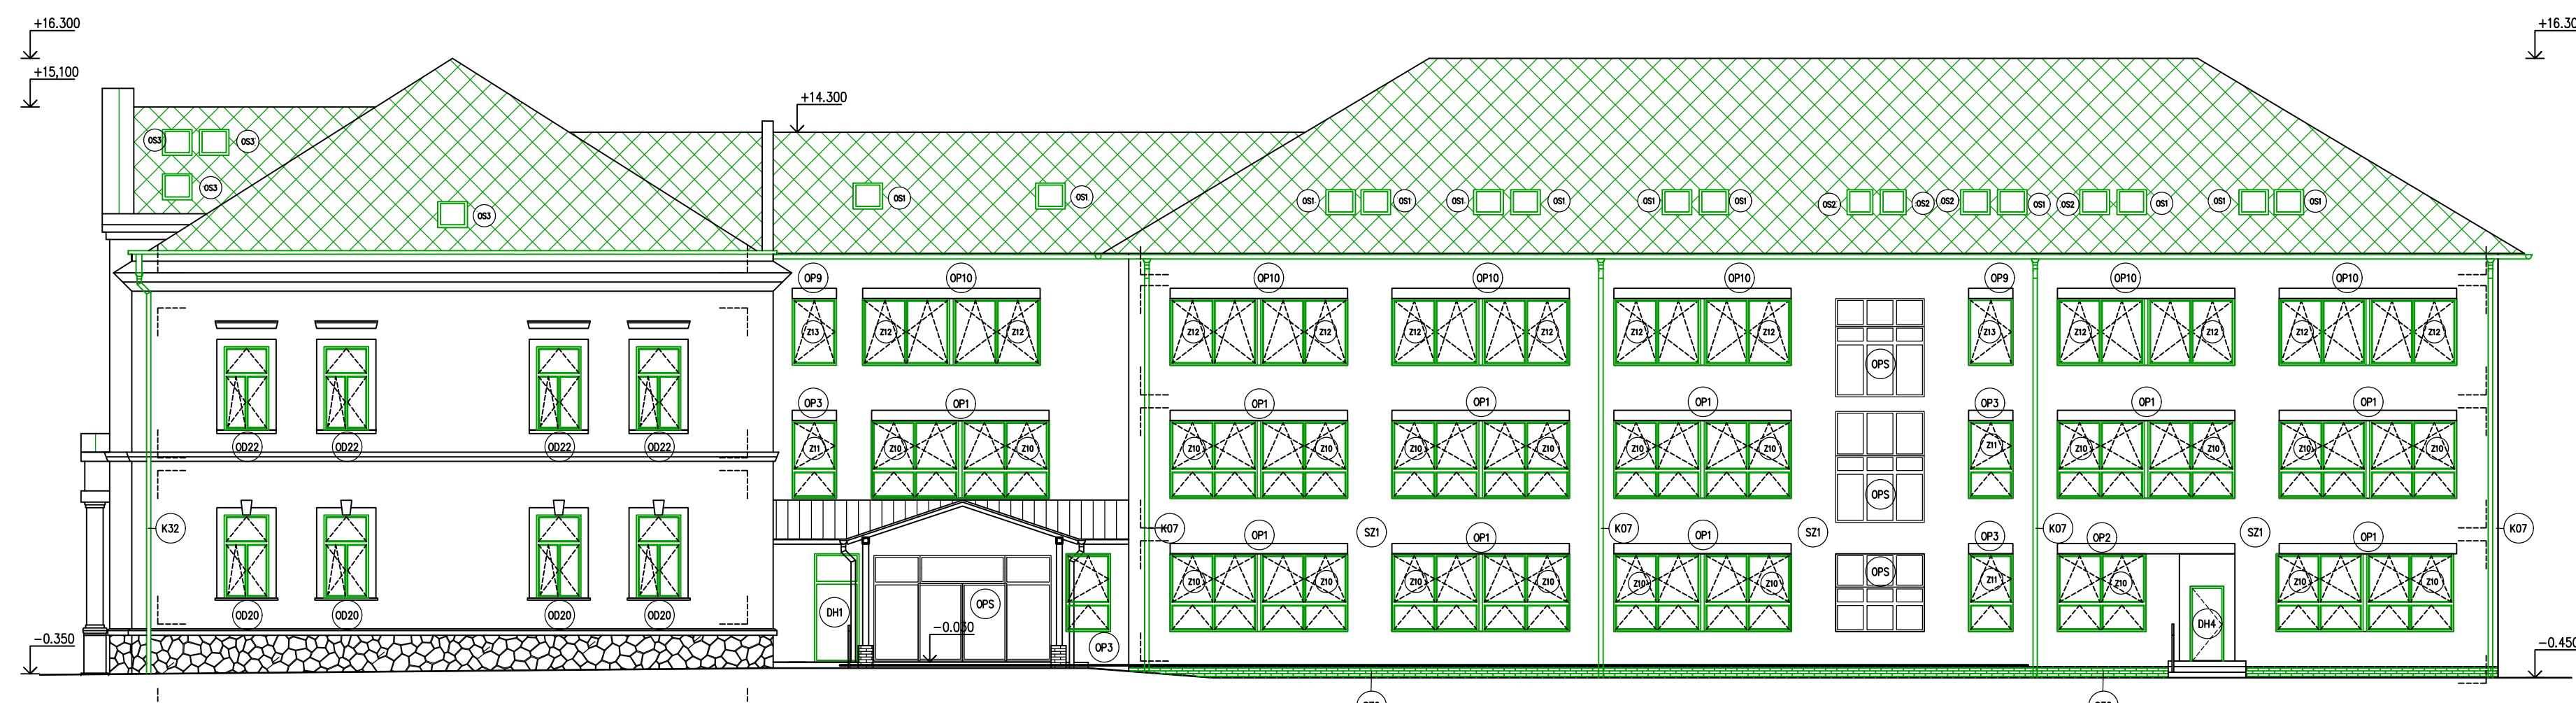 +16.300
+16.30
+15,100
+14.300
OS3 OS3
OS3
OS3 OS1 OS1 OS1 OS1 OS1 OS1 OS1 OS1 OS2 OS2 OS2 OS1 OS2 OS1 OS1 OS1
OP9 OP10 OP10 OP10 OP10 OP9 OP10 OP10
Z13 Z12 Z12 Z12 Z12 Z12 Z12 Z12 Z12 Z13 Z12 Z12 Z12 Z12
OPS
OP3 OP1 OP1 OP1 OP1 OP3 OP1 OP1
OD22 OD22 OD22 OD22 Z11 Z10 Z10 Z10 Z10 Z10 Z10 Z10 Z10 Z11 Z10 Z10 Z10 Z10
OPS
K32 K07 OP1 SZ1 OP1 K07 OP1 SZ1 OP3 K07 OP2 SZ1 OP1 K07
Z10 Z10 Z10 Z10 Z10 Z10 OPS Z11 Z10 Z10 Z10
OD20 OD20 OD20 OD20 DH1 OPS DH4
-0.350 -0.030 OP3 -0.450